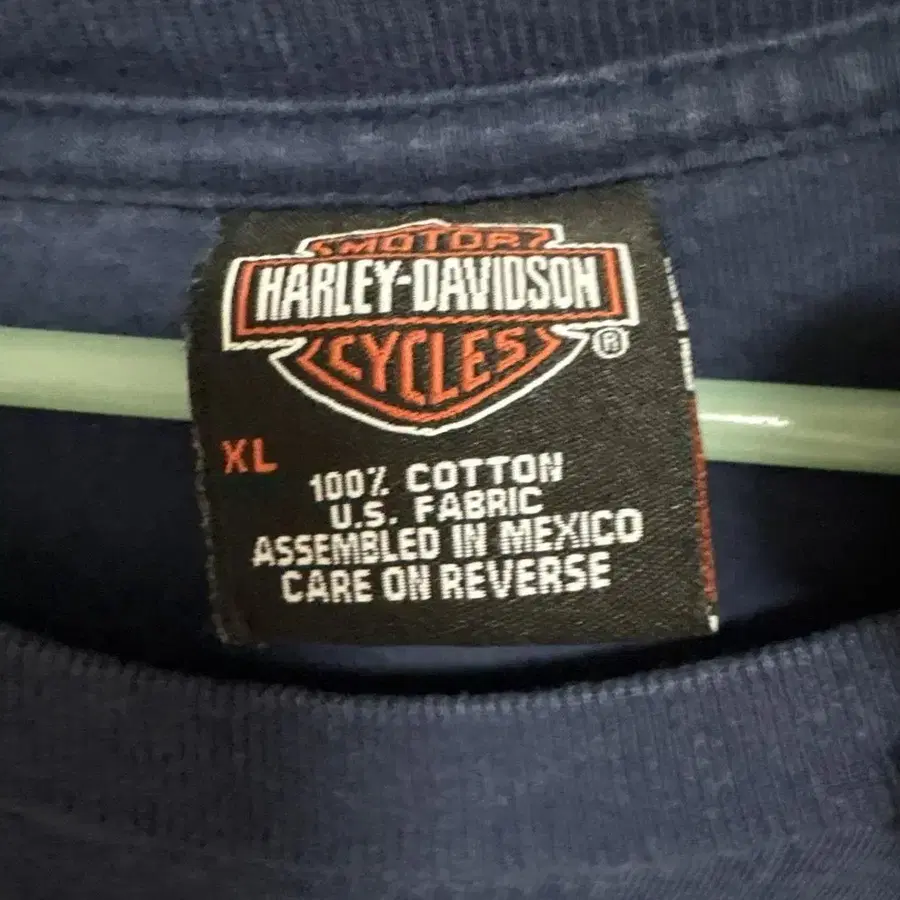 MOTOR
HARLEY-DAVIDSON
CYCLES
®
XL
100% COTTON
U.S. FABRIC
ASSEMBLED IN MEXICO
CARE ON REVERSE